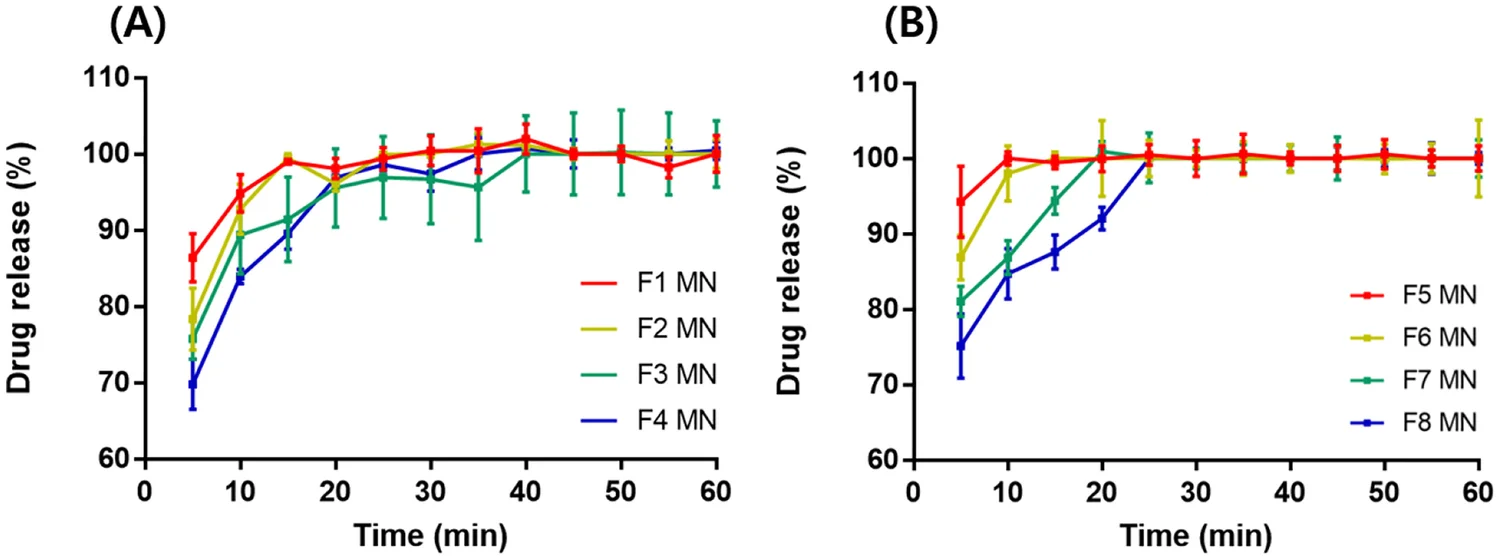 (A)
110
100
90
80
70
60
Drug release (%)
0 10 20 30 40 50 60
Time (min)
F1 MN
F2 MN
F3 MN
F4 MN
(B)
110
100
90
80
70
60
Drug release (%)
0 10 20 30 40 50 60
Time (min)
F5 MN
F6 MN
F7 MN
F8 MN